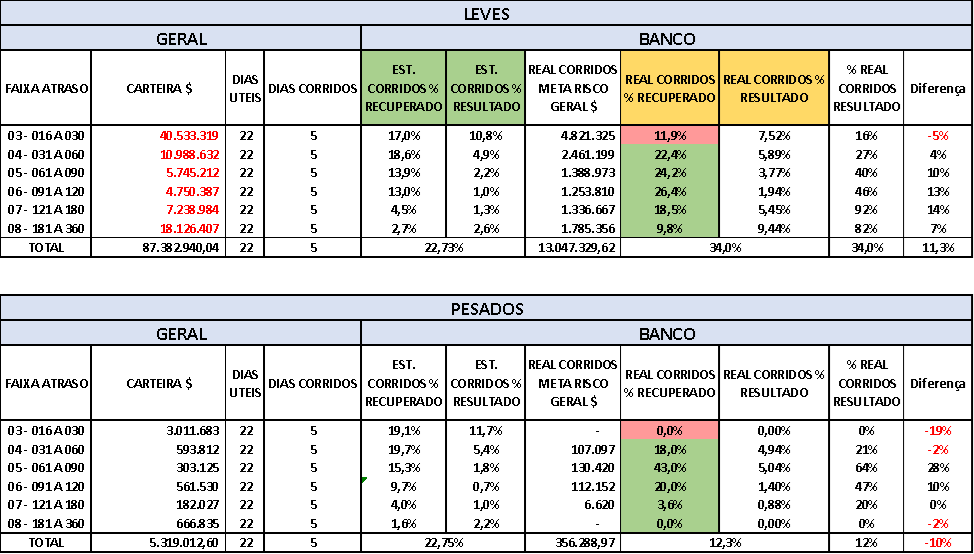 LEVES
GERAL BANCO
FAIXA ATRASO CARTEIRA $ DIAS UTEIS DIAS CORRIDOS EST. CORRIDOS % RECUPERADO EST. CORRIDOS % RESULTADO REAL CORRIDOS META RISCO GERAL $ REAL CORRIDOS % RECUPERADO REAL CORRIDOS % RESULTADO % REAL CORRIDOS RESULTADO Diferença
03 - 016 A 030 40.533.319 22 5 17,0% 10,8% 4.821.325 11,9% 7,52% 16% -5%
04 - 031 A 060 10.988.632 22 5 18,6% 4,9% 2.461.199 22,4% 5,89% 27% 4%
05 - 061 A 090 5.745.212 22 5 13,9% 2,2% 1.388.973 24,2% 3,77% 40% 10%
06 - 091 A 120 4.750.387 22 5 13,0% 1,0% 1.253.810 26,4% 1,94% 46% 13%
07 - 121 A 180 7.238.984 22 5 4,5% 1,3% 1.336.667 18,5% 5,45% 92% 14%
08 - 181 A 360 18.126.407 22 5 2,7% 2,6% 1.785.356 9,8% 9,44% 82% 7%
TOTAL 87.382.940,04 22 5 22,73% 13.047.329,62 34,0% 34,0% 11,3%
PESADOS
GERAL BANCO
FAIXA ATRASO CARTEIRA $ DIAS UTEIS DIAS CORRIDOS EST. CORRIDOS % RECUPERADO EST. CORRIDOS % RESULTADO REAL CORRIDOS META RISCO GERAL $ REAL CORRIDOS % RECUPERADO REAL CORRIDOS % RESULTADO % REAL CORRIDOS RESULTADO Diferença
03 - 016 A 030 3.011.683 22 5 19,1% 11,7% - 0,0% 0,00% 0% -19%
04 - 031 A 060 593.812 22 5 19,7% 5,4% 107.097 18,0% 4,94% 21% -2%
05 - 061 A 090 303.125 22 5 15,3% 1,8% 130.420 43,0% 5,04% 64% 28%
06 - 091 A 120 561.530 22 5 9,7% 0,7% 112.152 20,0% 1,40% 47% 10%
07 - 121 A 180 182.027 22 5 4,0% 1,0% 6.620 3,6% 0,88% 20% 0%
08 - 181 A 360 666.835 22 5 1,6% 2,2% - 0,0% 0,00% 0% -2%
TOTAL 5.319.012,60 22 5 22,75% 356.288,97 12,3% 12% -10%